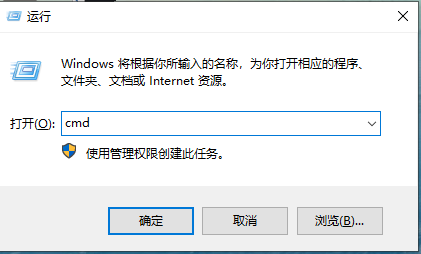 运行
Windows 将根据你所输入的名称，为你打开相应的程序、
文件夹、文档或 Internet 资源。
打开(O): cmd
使用管理权限创建此任务。
确定 取消 浏览(B)...